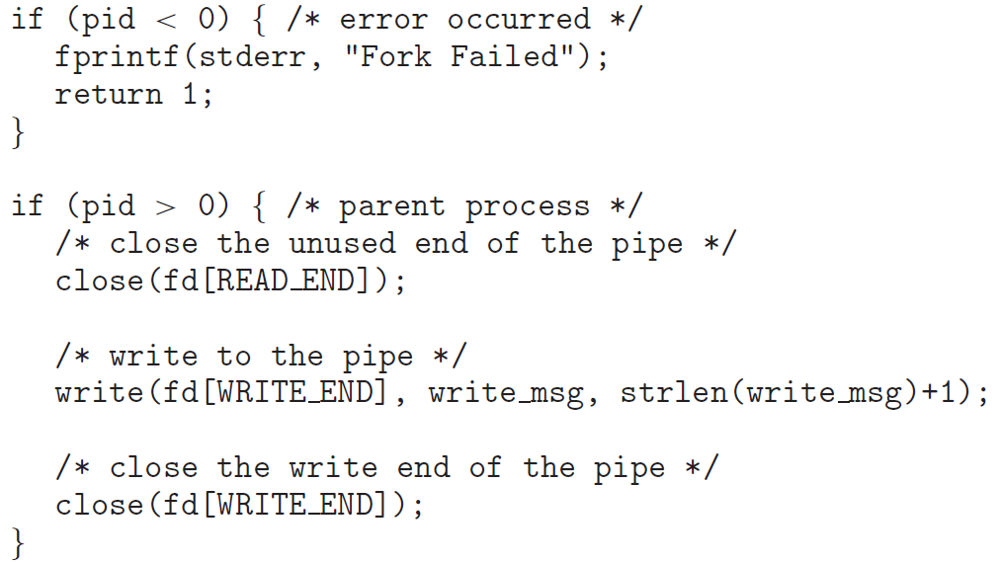 if (pid < 0) { /* error occurred */
   fprintf(stderr, "Fork Failed");
   return 1;
}

if (pid > 0) { /* parent process */
   /* close the unused end of the pipe */
   close(fd[READ_END]);

   /* write to the pipe */
   write(fd[WRITE_END], write_msg, strlen(write_msg)+1);

   /* close the write end of the pipe */
   close(fd[WRITE_END]);
}